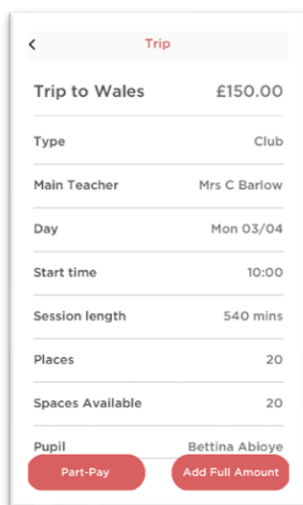 Trip
Trip to Wales £150.00
Type Club
Main Teacher Mrs C Barlow
Day Mon 03/04
Start time 10:00
Session length 540 mins
Places 20
Spaces Available 20
Pupil Bettina Abioye
Part-Pay Add Full Amount